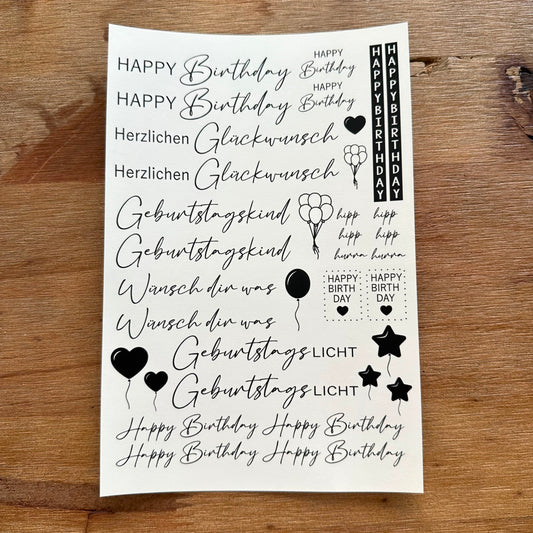 HAPPY Birthday
HAPPY Birthday
HAPPY
Birthday
HAPPY
Birthday
HAPPY BIRTHDAY
HAPPY BIRTHDAY
Herzlichen Glückwunsch
Herzlichen Glückwunsch
Geburtstagskind
Geburtstagskind
hipp
hipp
hurra
hipp
hipp
hurra
Wünsch dir was
Wünsch dir was
HAPPY
BIRTH
DAY
HAPPY
BIRTH
DAY
Geburtstags LICHT
Geburtstags LICHT
Happy Birthday Happy Birthday
Happy Birthday Happy Birthday